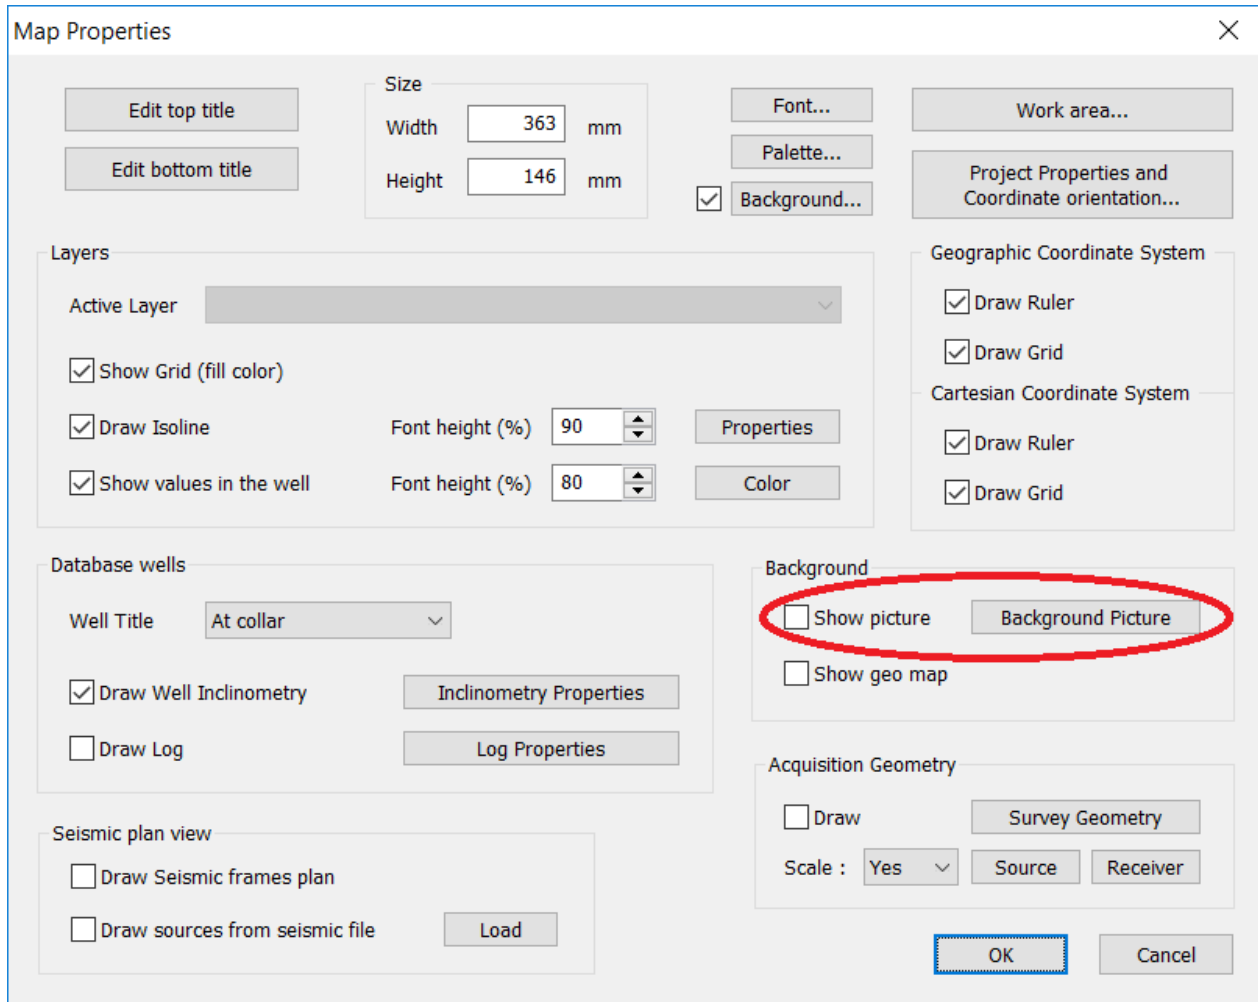 Map Properties
Edit top title
Edit bottom title
Size
Width 363 mm
Height 146 mm
Font...
Palette...
Background...
Work area...
Project Properties and
Coordinate orientation...
Layers
Active Layer
Show Grid (fill color)
Draw Isoline Font height (%) 90 Properties
Show values in the well Font height (%) 80 Color
Geographic Coordinate System
Draw Ruler
Draw Grid
Cartesian Coordinate System
Draw Ruler
Draw Grid
Database wells
Well Title At collar
Draw Well Inclinometry Inclinometry Properties
Draw Log Log Properties
Background
Show picture Background Picture
Show geo map
Seismic plan view
Draw Seismic frames plan
Draw sources from seismic file Load
Acquisition Geometry
Draw Survey Geometry
Scale : Yes Source Receiver
OK Cancel